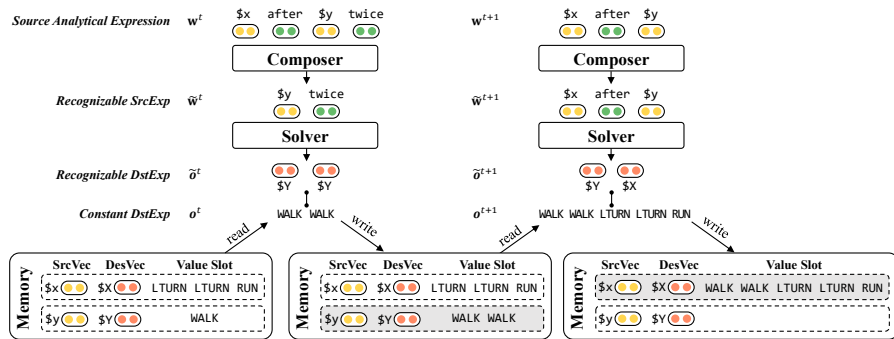 Source Analytical Expression w^t $x after $y twice w^{t+1} $x after $y
Composer Composer
Recognizable SrcExp w̃^t $y twice w̃^{t+1} $x after $y
Solver Solver
Recognizable DstExp õ^t $Y $Y õ^{t+1} $Y $X
Constant DstExp o^t WALK WALK o^{t+1} WALK WALK LTURN LTURN RUN
read write read write
Memory SrcVec DesVec Value Slot
$x $X LTURN LTURN RUN
$y $Y WALK
Memory SrcVec DesVec Value Slot
$x $X LTURN LTURN RUN
$y $Y WALK WALK
Memory SrcVec DesVec Value Slot
$x $X WALK WALK LTURN LTURN RUN
$y $Y